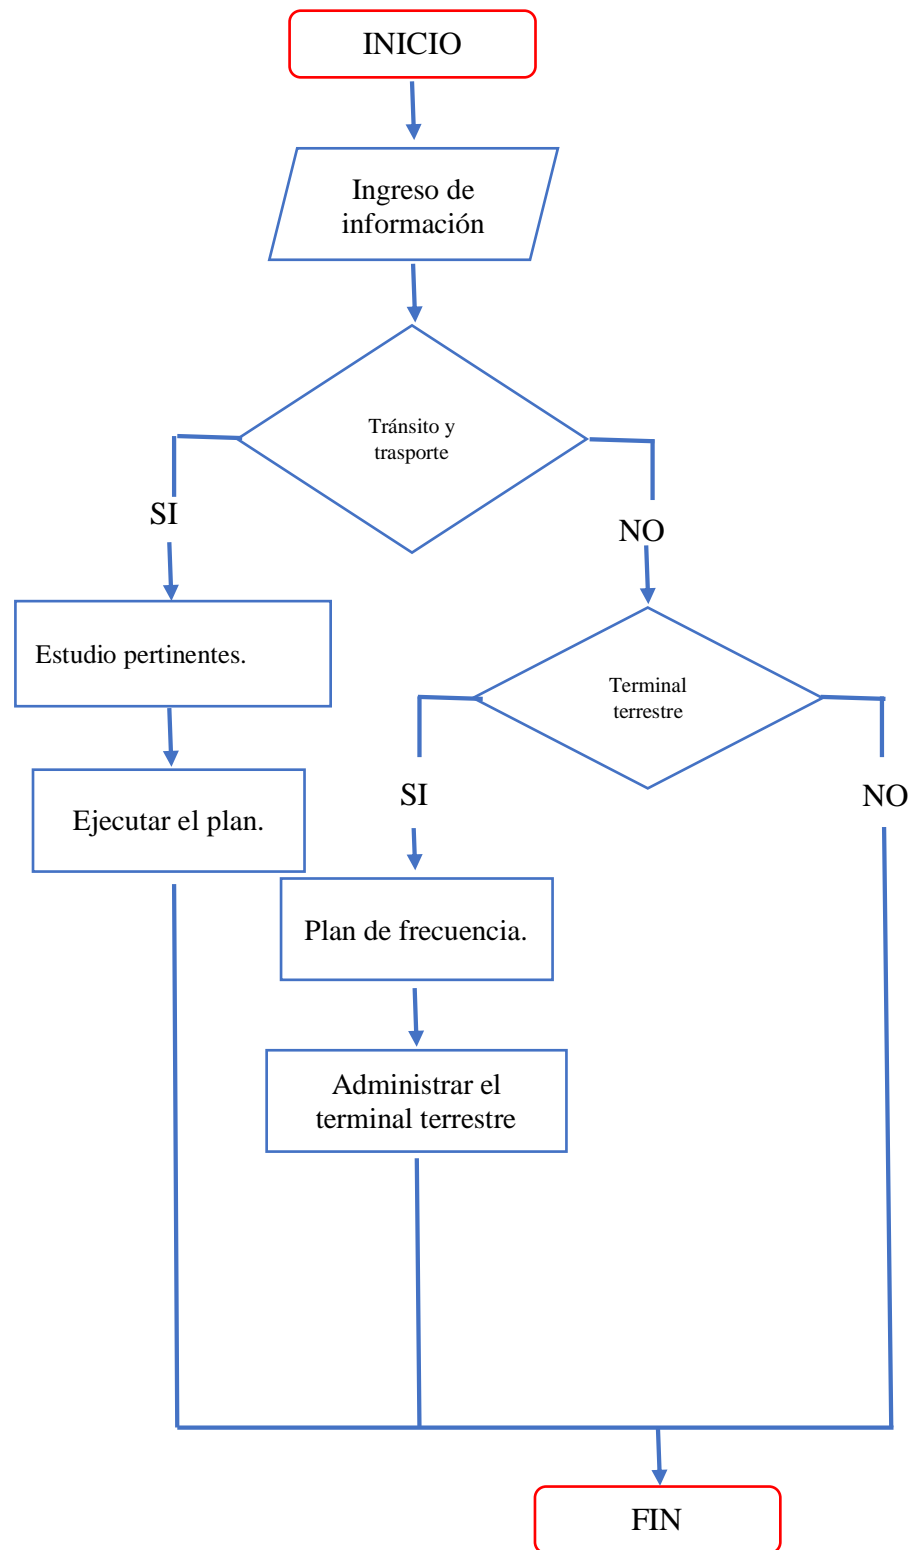 INICIO
Ingreso de
información
Tránsito y
trasporte
SI
NO
Estudio pertinentes.
Terminal
terrestre
Ejecutar el plan.
SI
NO
Plan de frecuencia.
Administrar el
terminal terrestre
FIN